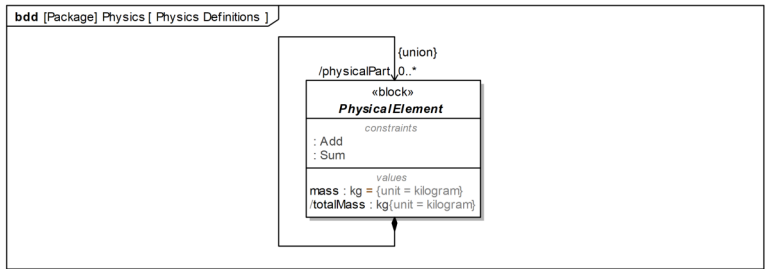 bdd [Package] Physics [ Physics Definitions ]
{union}
/physicalPart 0..*
«block»
PhysicalElement
constraints
: Add
: Sum
values
mass : kg = {unit = kilogram}
/totalMass : kg{unit = kilogram}